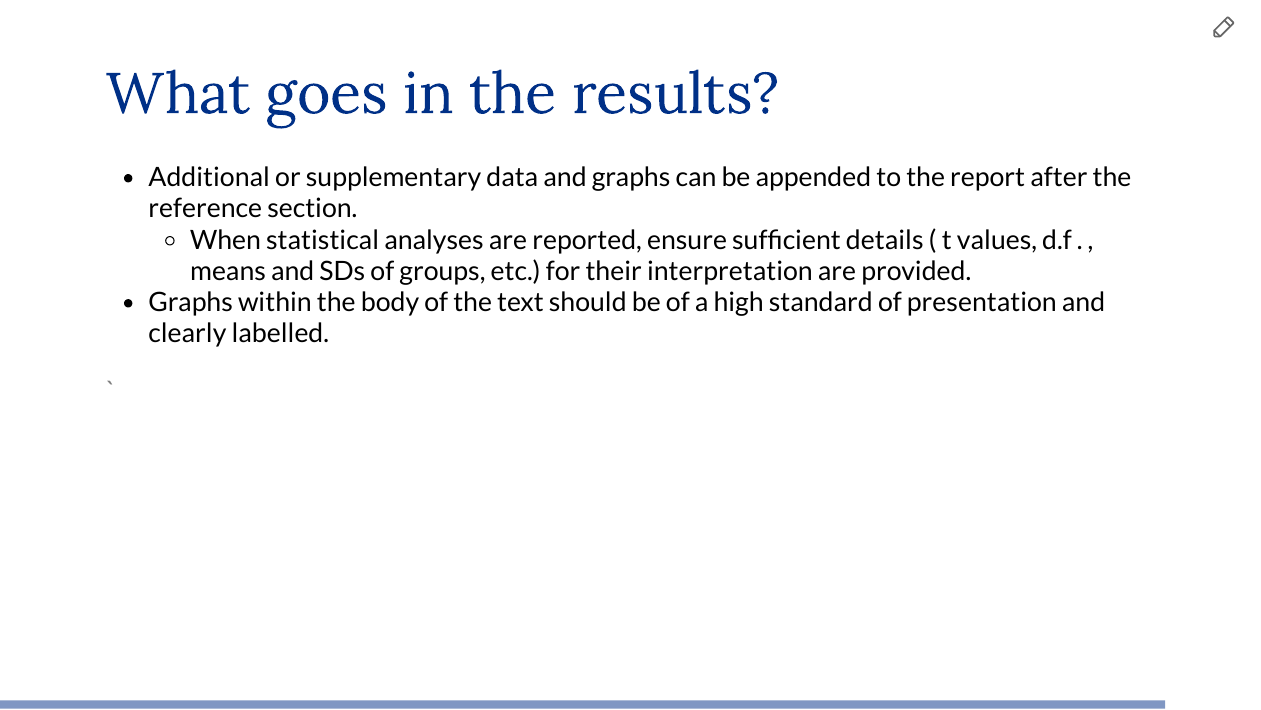 What goes in the results?
• Additional or supplementary data and graphs can be appended to the report after the
reference section.
○ When statistical analyses are reported, ensure sufficient details ( t values, d.f . ,
means and SDs of groups, etc.) for their interpretation are provided.
• Graphs within the body of the text should be of a high standard of presentation and
clearly labelled.
`